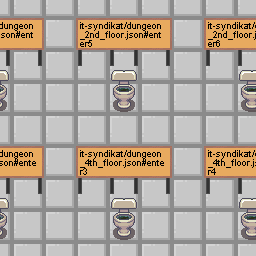 dungeon
.json#ent
it-syndikat/dungeon
_2nd_floor.json#ent
er5
it-syndikat/d
_2nd_floor.j
er6
dungeon
json#ente
it-syndikat/dungeon
_4th_floor.json#ente
r3
it-syndikat/d
_4th_floor.js
r4